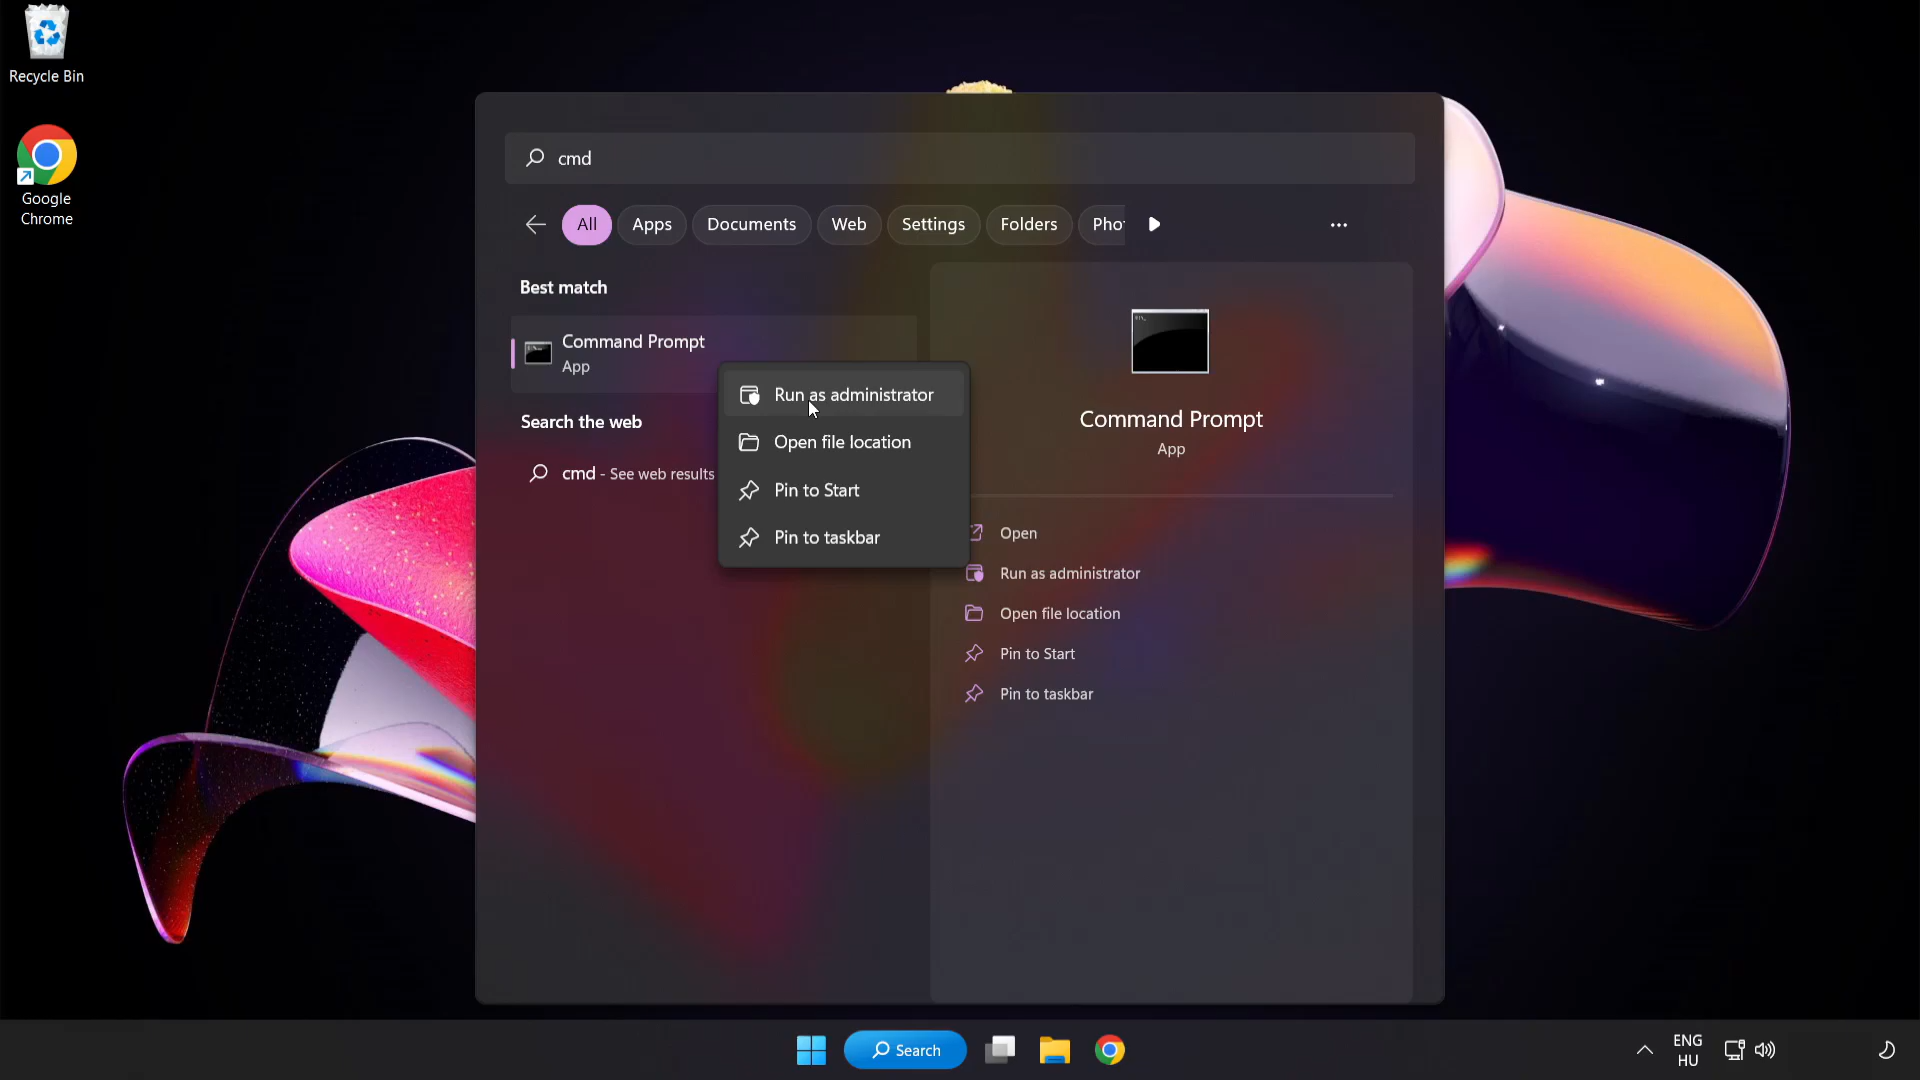 Recycle Bin
Google
Chrome
cmd
All
Apps
Documents
Web
Settings
Folders
Phot
Best match
Command Prompt
App
Search the web
cmd - See web results
Run as administrator
Open file location
Pin to Start
Pin to taskbar
Command Prompt
App
Open
Run as administrator
Open file location
Pin to Start
Pin to taskbar
Search
ENG
HU